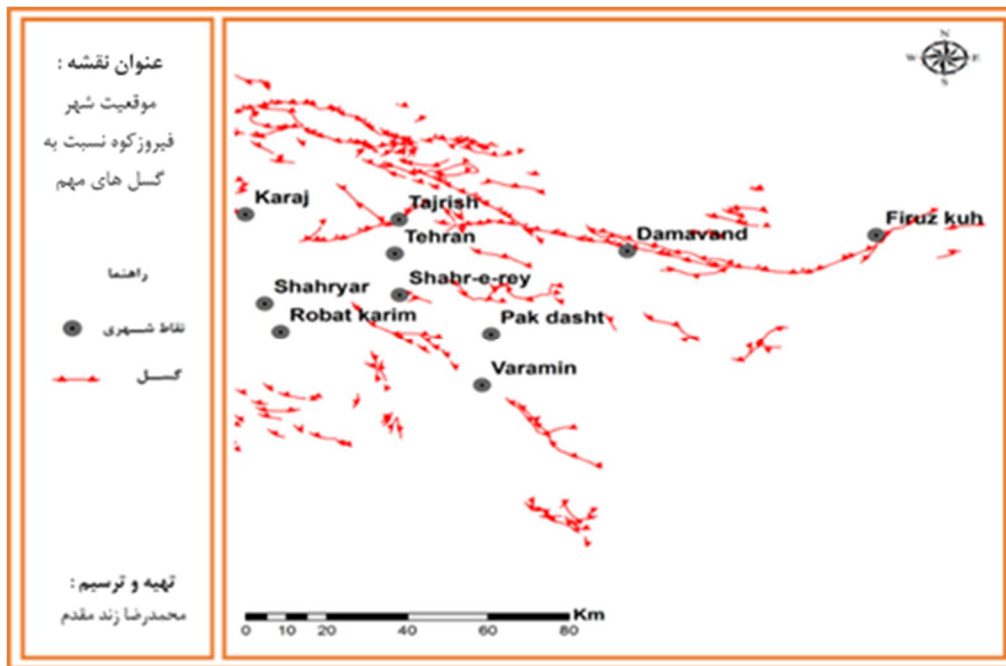 عنوان نقشه :
موقعیت شهر
فیروزکوه نسبت به
گسل های مهم
راهنما
نقاط شهری
گسل
تهیه و ترسیم :
محمدرضا زند مقدم
N
W E
S
Karaj
Tajrish
Tehran
Damavand
Firuz kuh
Shahryar
Shahr-e-rey
Robat karim
Pak dasht
Varamin
Km
0 10 20 40 60 80